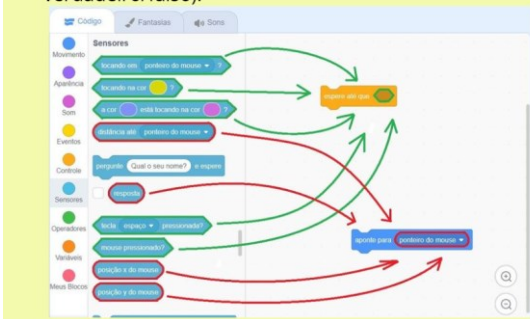 Código Fantasias Sons
Sensores
Movimento
Aparência
Som
Eventos
Controle
Sensores
Operadores
Variáveis
Meus Blocos
tocando em ponteiro do mouse ?
tocando na cor ?
a cor está tocando na cor ?
distância até ponteiro do mouse
pergunte Qual o seu nome? e espere
resposta
tecla espaço pressionada?
mouse pressionado?
posição x do mouse
posição y do mouse
espere até que
aponte para ponteiro do mouse